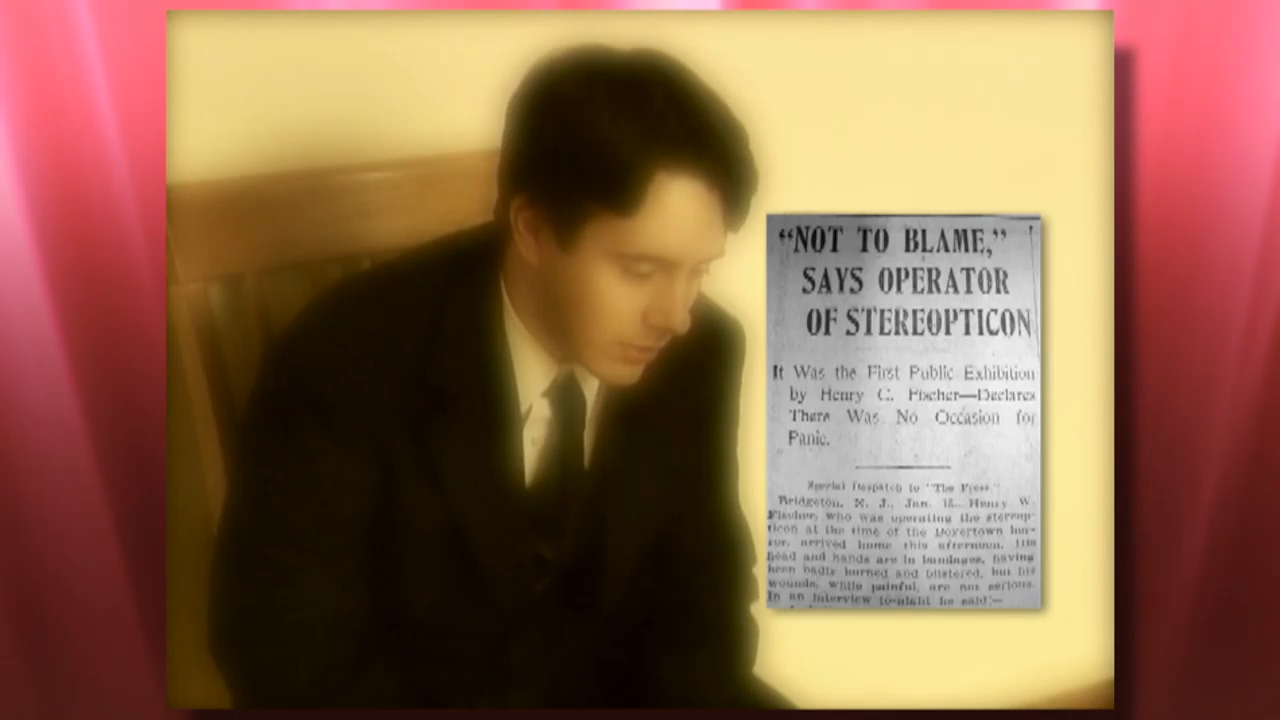 “NOT TO BLAME,”
SAYS OPERATOR
OF STEREOPTICON
It Was the First Public Exhibition
by Henry C. Fischer—Declares
There Was No Occasion for
Panic.
Special Despatch to "The Press."
Bridgeton, N. J., Jan. 15.—Henry W.
Fischer, who was operating the stereop-
ticon at the time of the Boyertown hor-
ror, arrived home this afternoon. His
head and hands are in bandages, having
been badly burned and blistered, but his
wounds, while painful, are not serious.
In an interview to-night he said:—